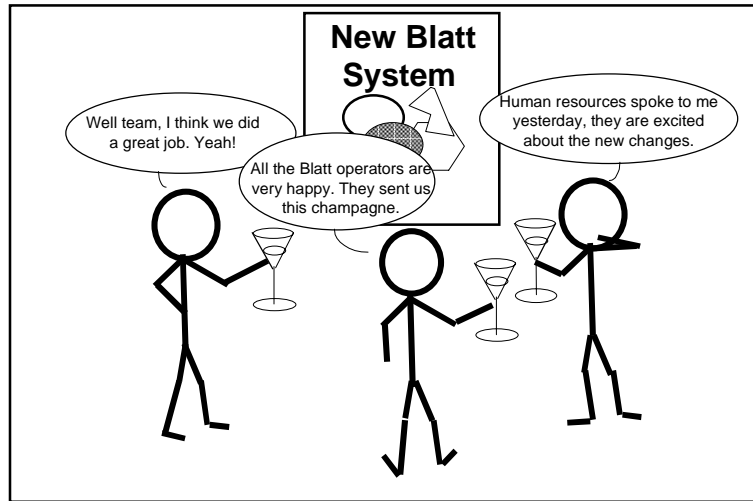 New Blatt
System
Well team, I think we did
a great job. Yeah!
All the Blatt operators are
very happy. They sent us
this champagne.
Human resources spoke to me
yesterday, they are excited
about the new changes.